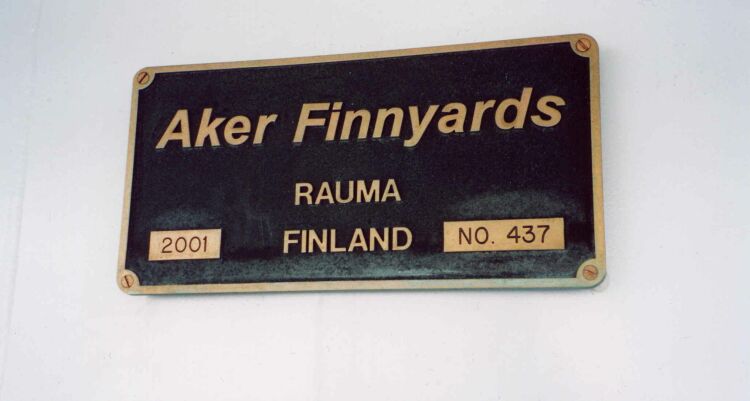 Aker Finnyards
RAUMA
2001 FINLAND NO. 437